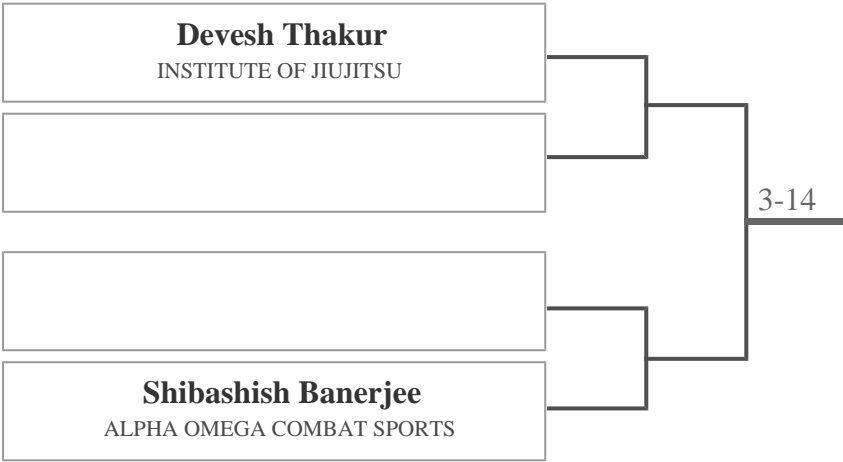 Devesh Thakur
INSTITUTE OF JIUJITSU
3-14
Shibashish Banerjee
ALPHA OMEGA COMBAT SPORTS